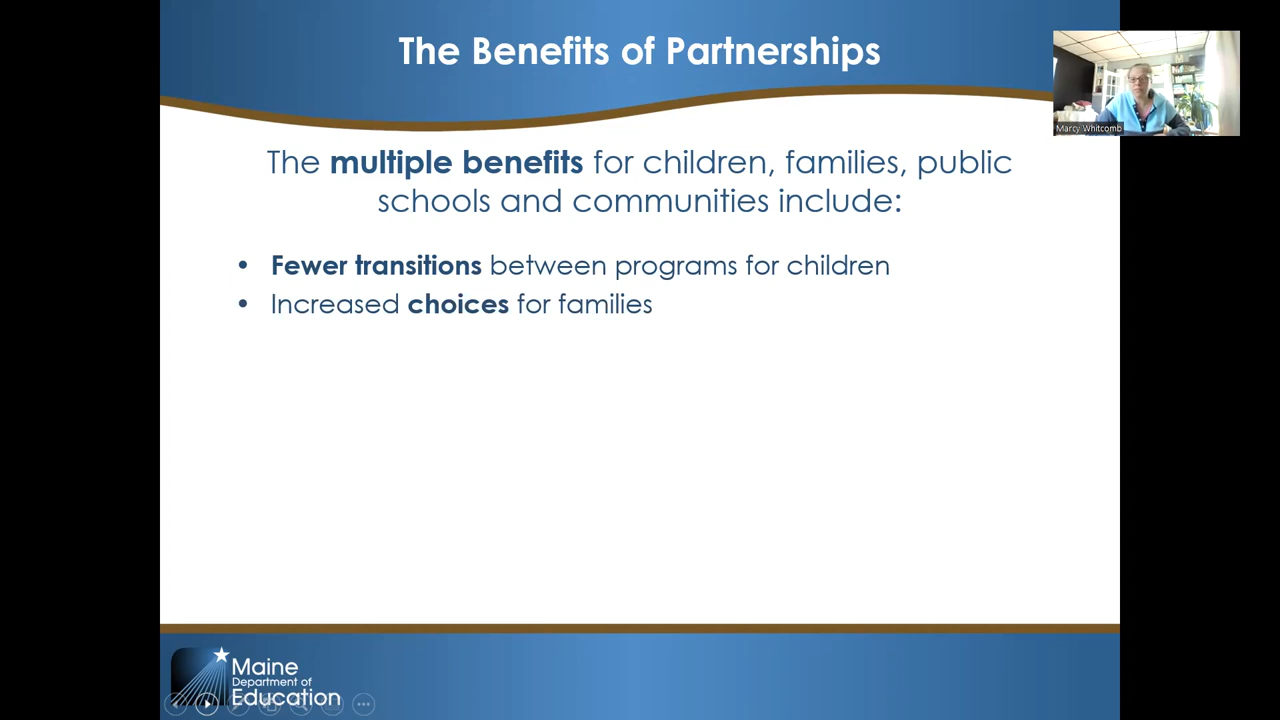 The Benefits of Partnerships
Marcy Whitcomb
The multiple benefits for children, families, public
schools and communities include:
• Fewer transitions between programs for children
• Increased choices for families
Maine
Department of
Education